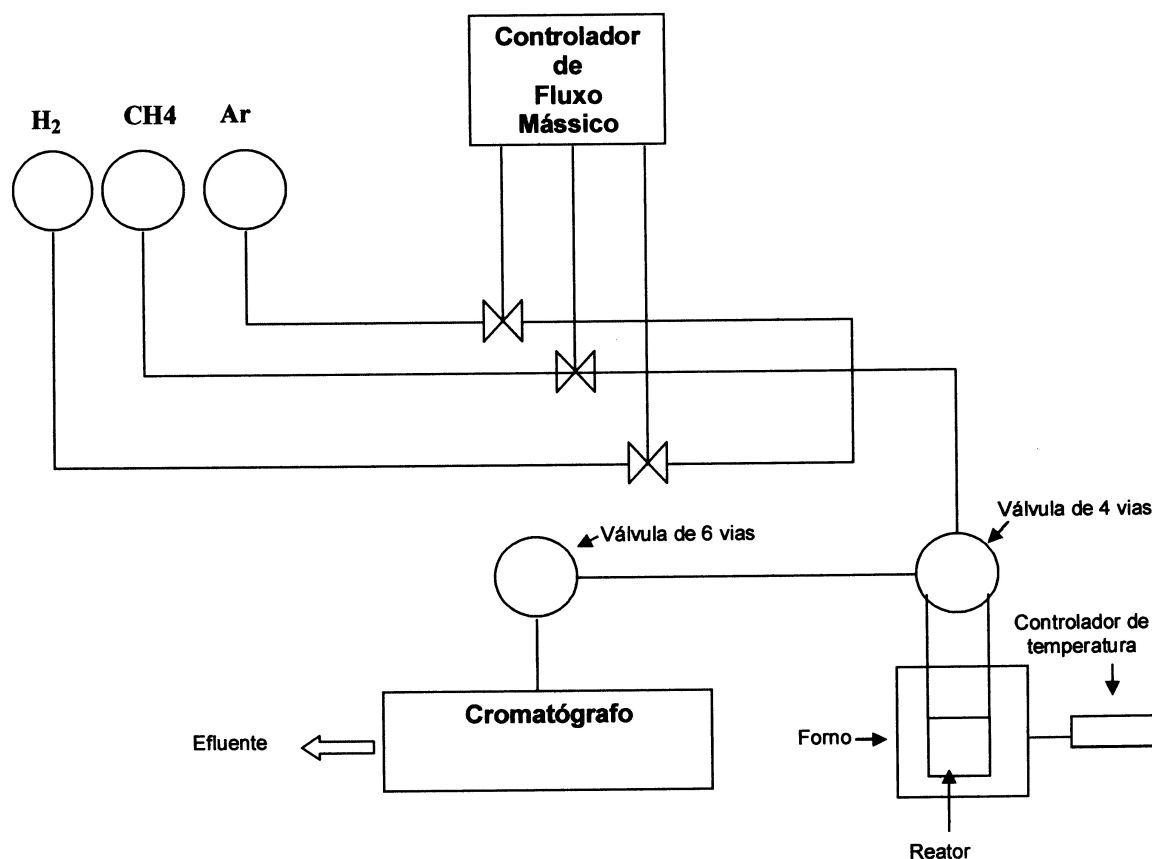 Controlador
de
Fluxo
Mássico
H₂
CH4
Ar
Válvula de 4 vias
Válvula de 6 vias
Controlador de
temperatura
Cromatógrafo
Efluente
Forno
Reator